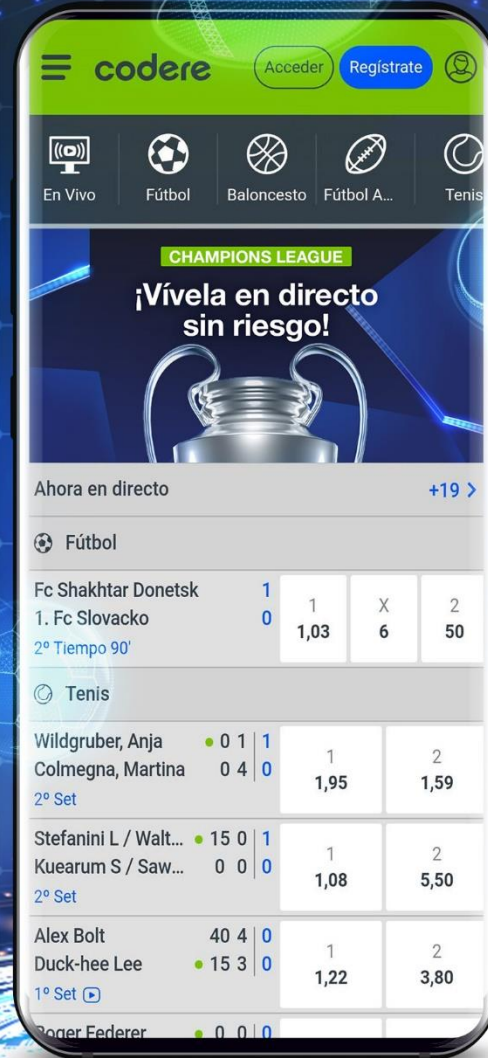 codere
Acceder
Regístrate
En Vivo
Fútbol
Baloncesto
Fútbol A...
Tenis
CHAMPIONS LEAGUE
¡Vívela en directo
sin riesgo!
Ahora en directo +19 >
Fútbol
Fc Shakhtar Donetsk 1
1. Fc Slovacko 0
2º Tiempo 90'
1 X 2
1,03 6 50
Tenis
Wildgruber, Anja 0 1 | 1
Colmegna, Martina 0 4 | 0
2º Set
1 2
1,95 1,59
Stefanini L / Walt... 15 0 | 1
Kuearum S / Saw... 0 0 | 0
2º Set
1 2
1,08 5,50
Alex Bolt 40 4 | 0
Duck-hee Lee 15 3 | 0
1º Set
1 2
1,22 3,80
Roger Federer 0 0 | 0